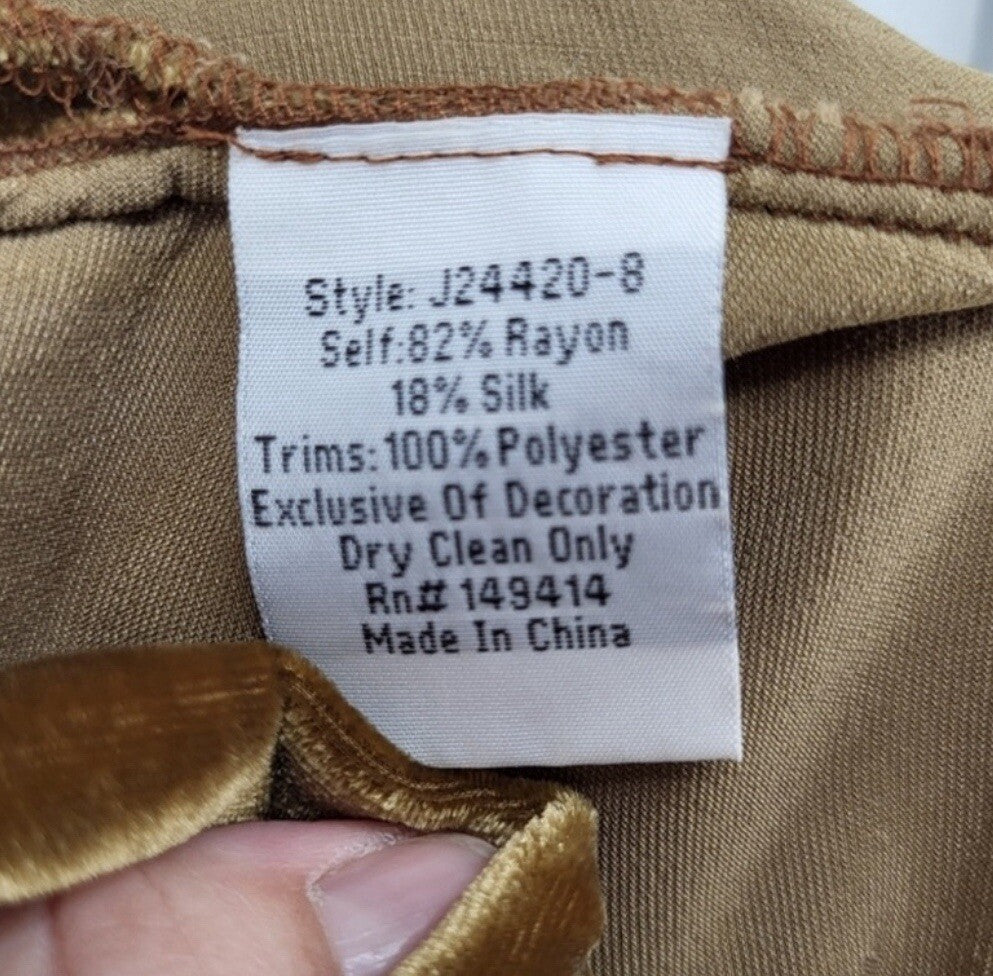 Style: J24420-8
Self:82% Rayon
18% Silk
Trims:100% Polyester
Exclusive Of Decoration
Dry Clean Only
Rn# 149414
Made In China